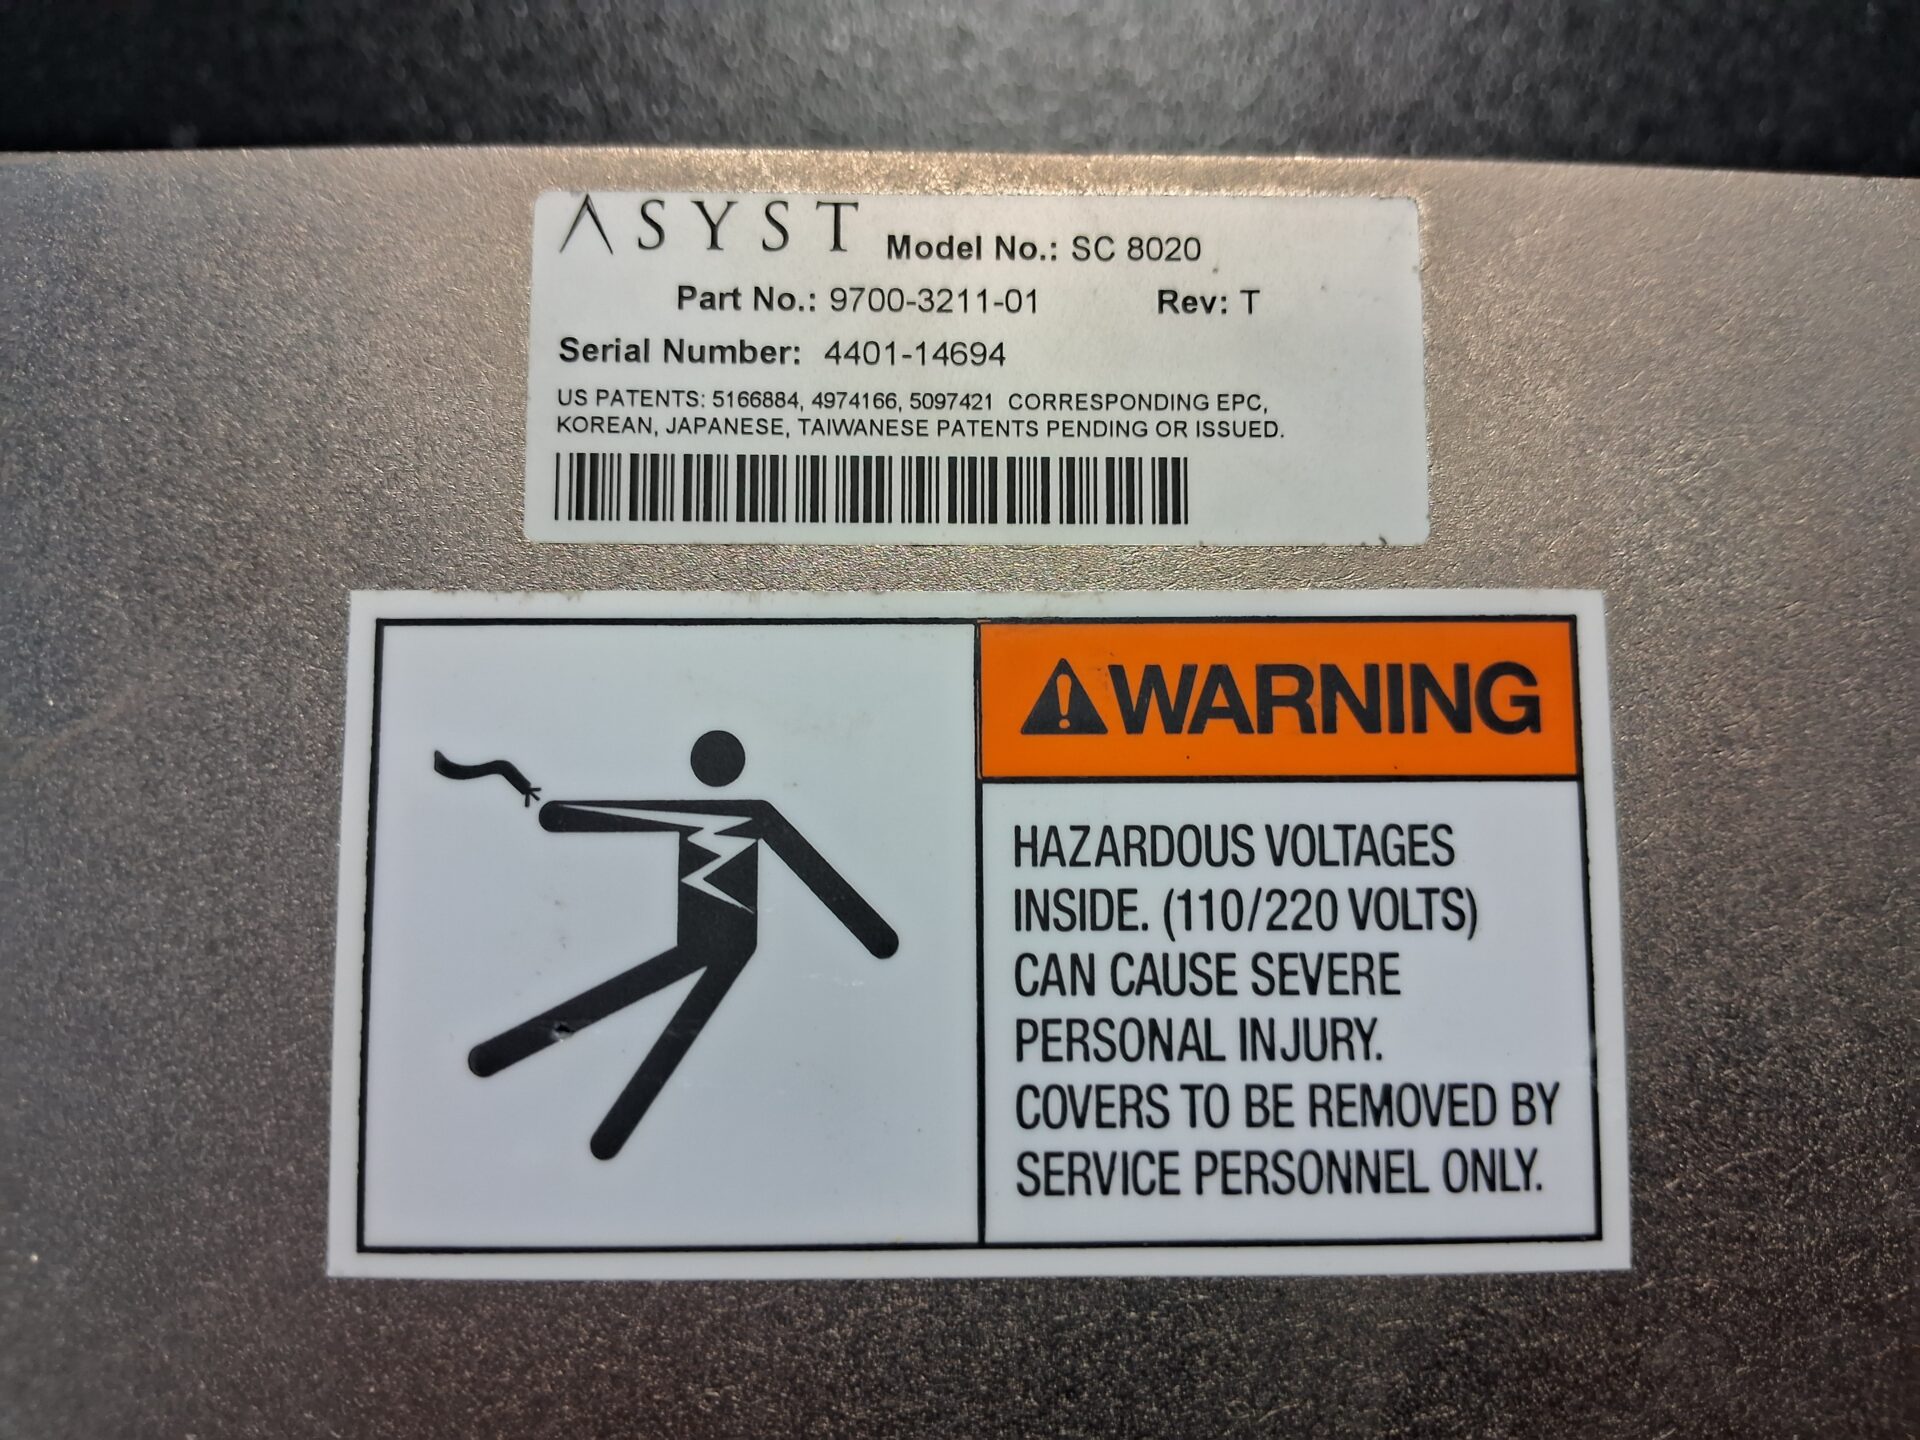 ASYST Model No.: SC 8020
Part No.: 9700-3211-01 Rev: T
Serial Number: 4401-14694
US PATENTS: 5166884, 4974166, 5097421 CORRESPONDING EPC,
KOREAN, JAPANESE, TAIWANESE PATENTS PENDING OR ISSUED.
WARNING
HAZARDOUS VOLTAGES
INSIDE. (110/220 VOLTS)
CAN CAUSE SEVERE
PERSONAL INJURY.
COVERS TO BE REMOVED BY
SERVICE PERSONNEL ONLY.